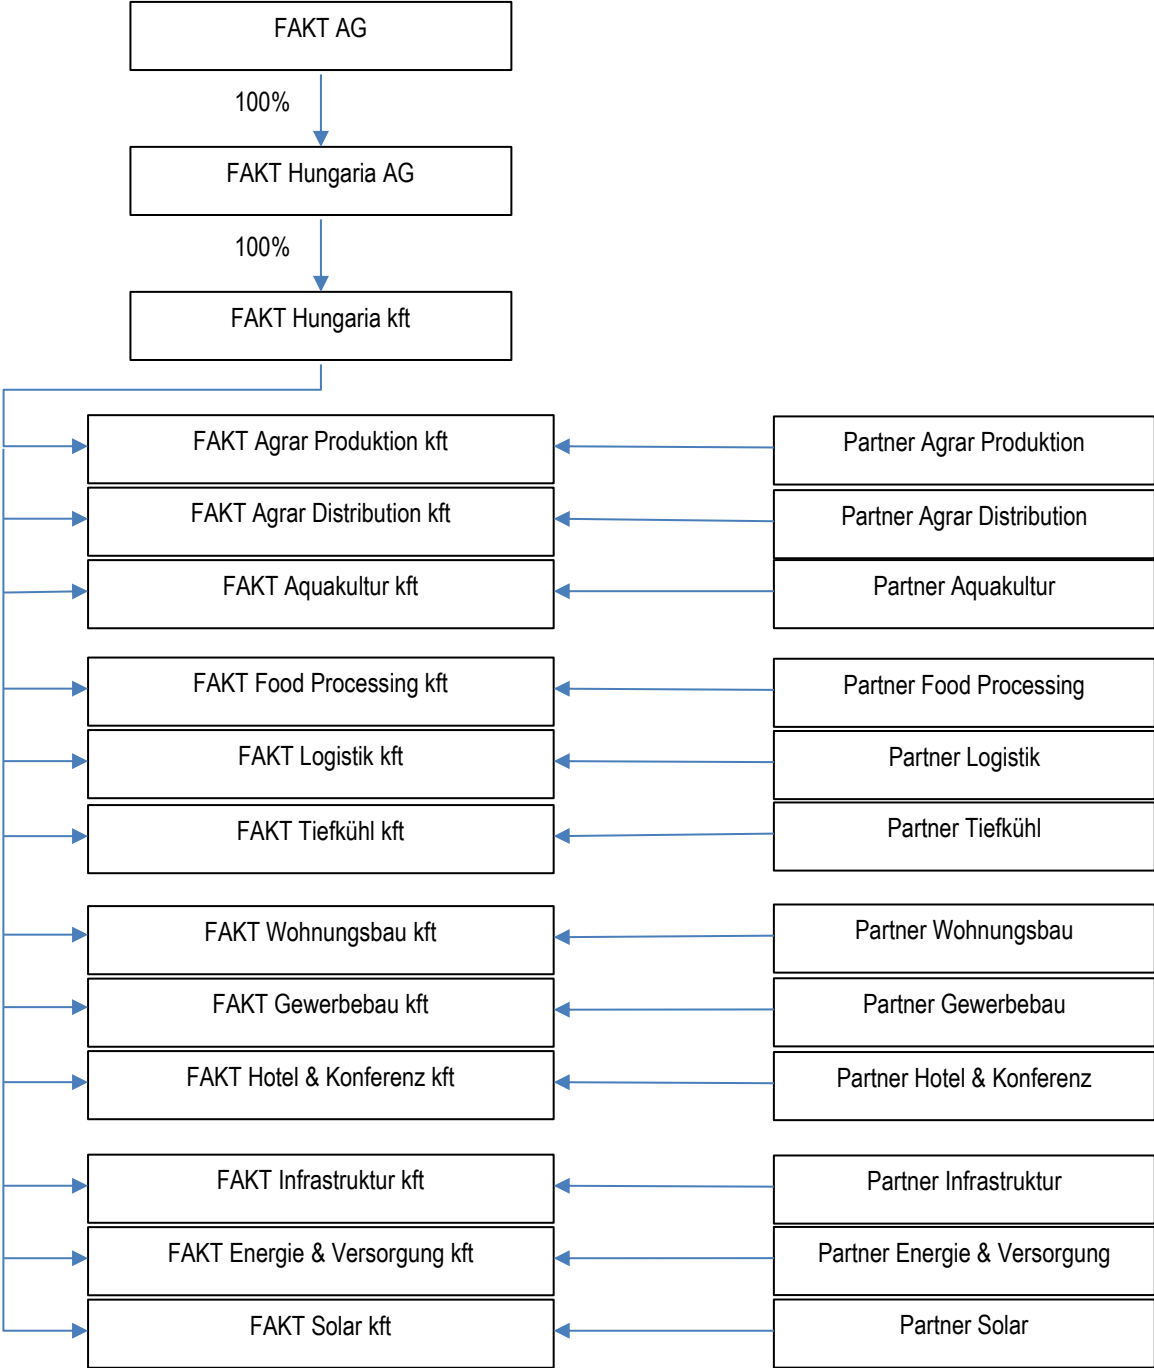 FAKT AG
100%
FAKT Hungaria AG
100%
FAKT Hungaria kft
FAKT Agrar Produktion kft
Partner Agrar Produktion
FAKT Agrar Distribution kft
Partner Agrar Distribution
FAKT Aquakultur kft
Partner Aquakultur
FAKT Food Processing kft
Partner Food Processing
FAKT Logistik kft
Partner Logistik
FAKT Tiefkühl kft
Partner Tiefkühl
FAKT Wohnungsbau kft
Partner Wohnungsbau
FAKT Gewerbebau kft
Partner Gewerbebau
FAKT Hotel & Konferenz kft
Partner Hotel & Konferenz
FAKT Infrastruktur kft
Partner Infrastruktur
FAKT Energie & Versorgung kft
Partner Energie & Versorgung
FAKT Solar kft
Partner Solar